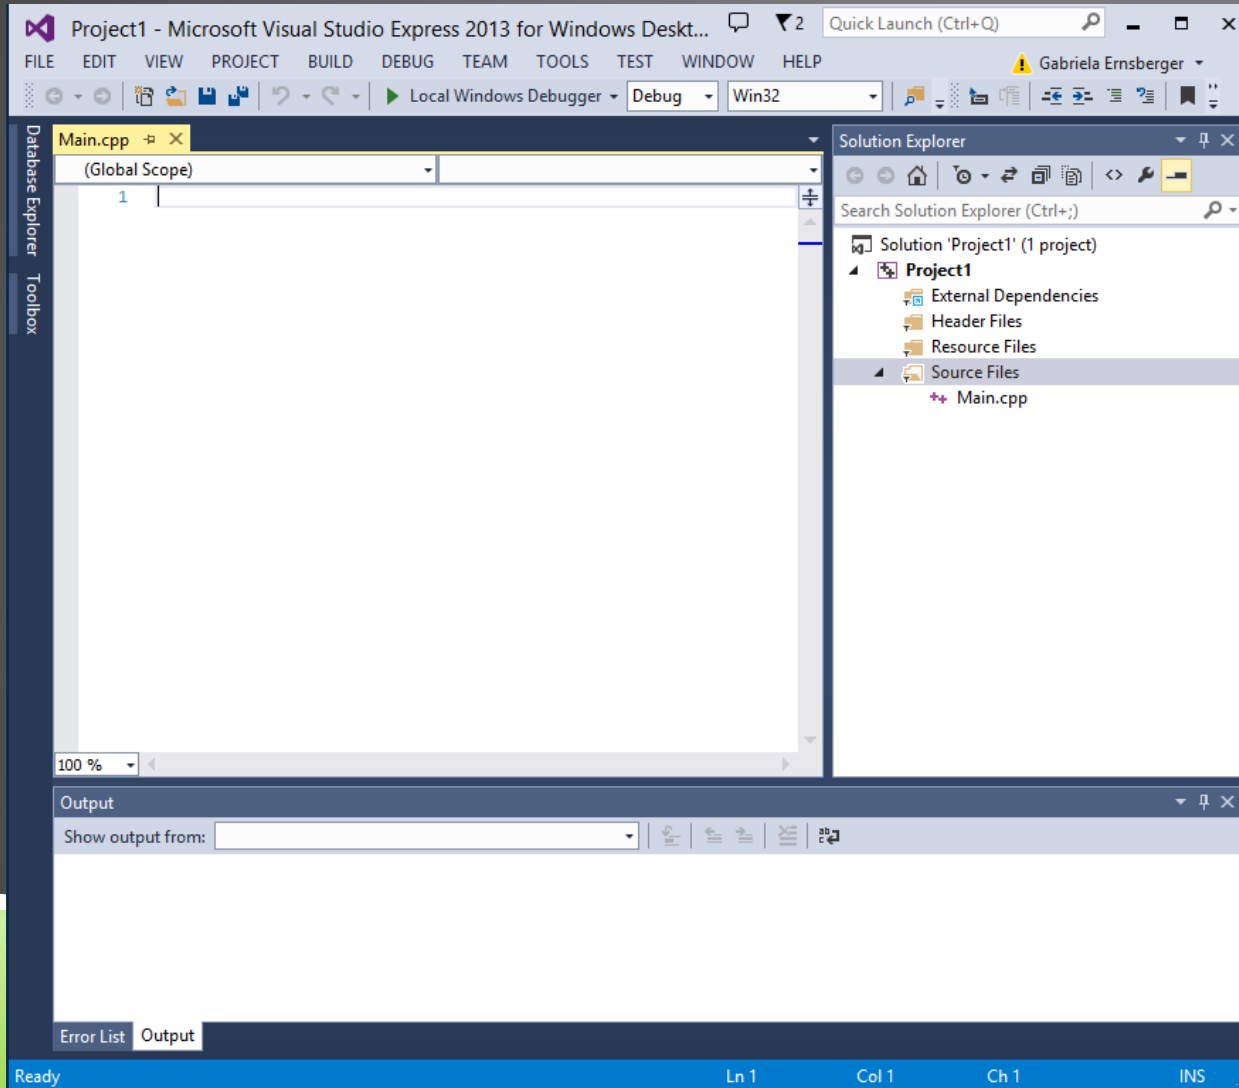 Project1 - Microsoft Visual Studio Express 2013 for Windows Deskt... 2 Quick Launch (Ctrl+Q)
FILE EDIT VIEW PROJECT BUILD DEBUG TEAM TOOLS TEST WINDOW HELP Gabriela Ernsberger
Local Windows Debugger Debug Win32
Database Explorer
Toolbox
Main.cpp
(Global Scope)
1
100 %
Solution Explorer
Search Solution Explorer (Ctrl+;)
Solution 'Project1' (1 project)
Project1
External Dependencies
Header Files
Resource Files
Source Files
Main.cpp
Output
Show output from:
Error List Output
Ready Ln 1 Col 1 Ch 1 INS